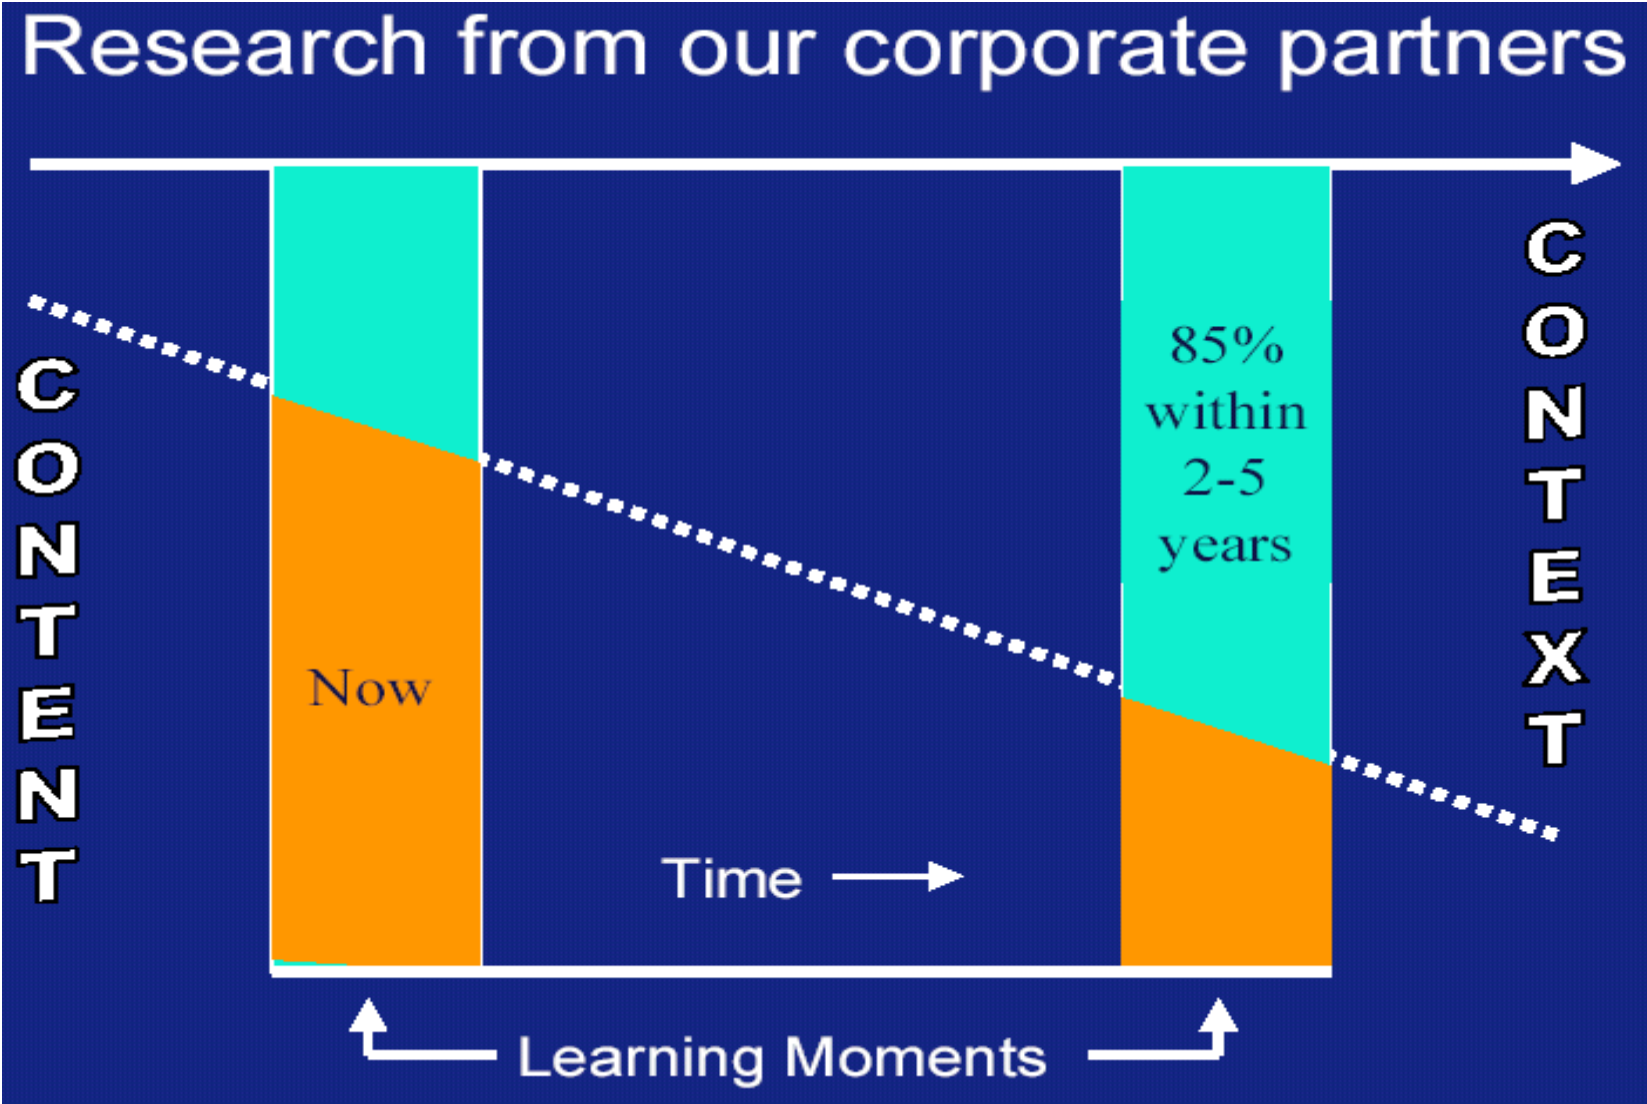 Research from our corporate partners
CONTENT
Now
85%
within
2-5
years
CONTEXT
Time
Learning Moments